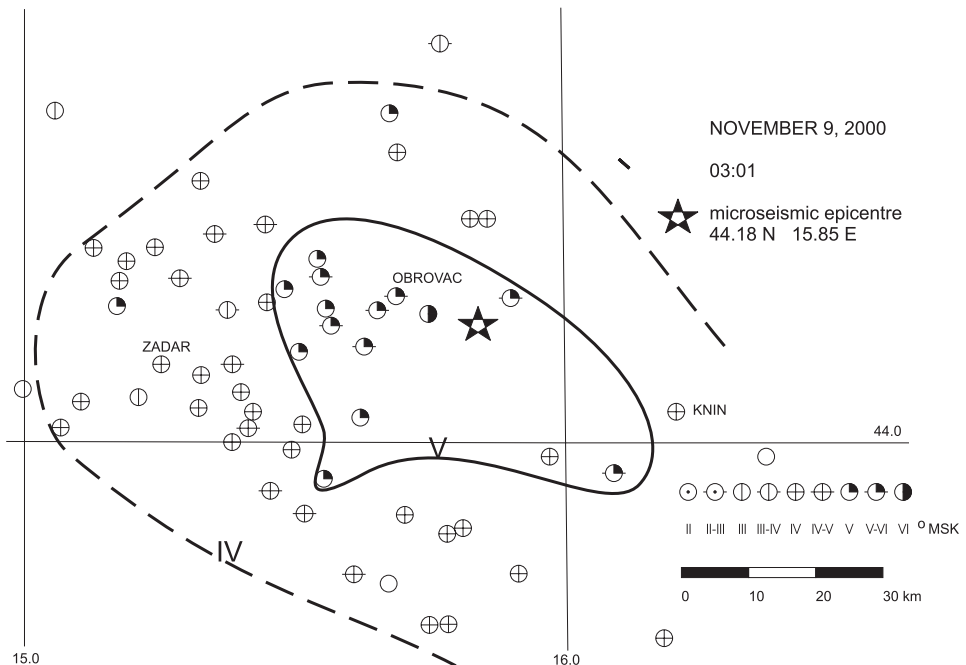 NOVEMBER 9, 2000
03:01
microseismic epicentre
44.18 N 15.85 E
OBROVAC
ZADAR
KNIN
44.0
V
II II-III III III-IV IV IV-V V V-VI VI o MSK
IV
0 10 20 30 km
15.0 16.0